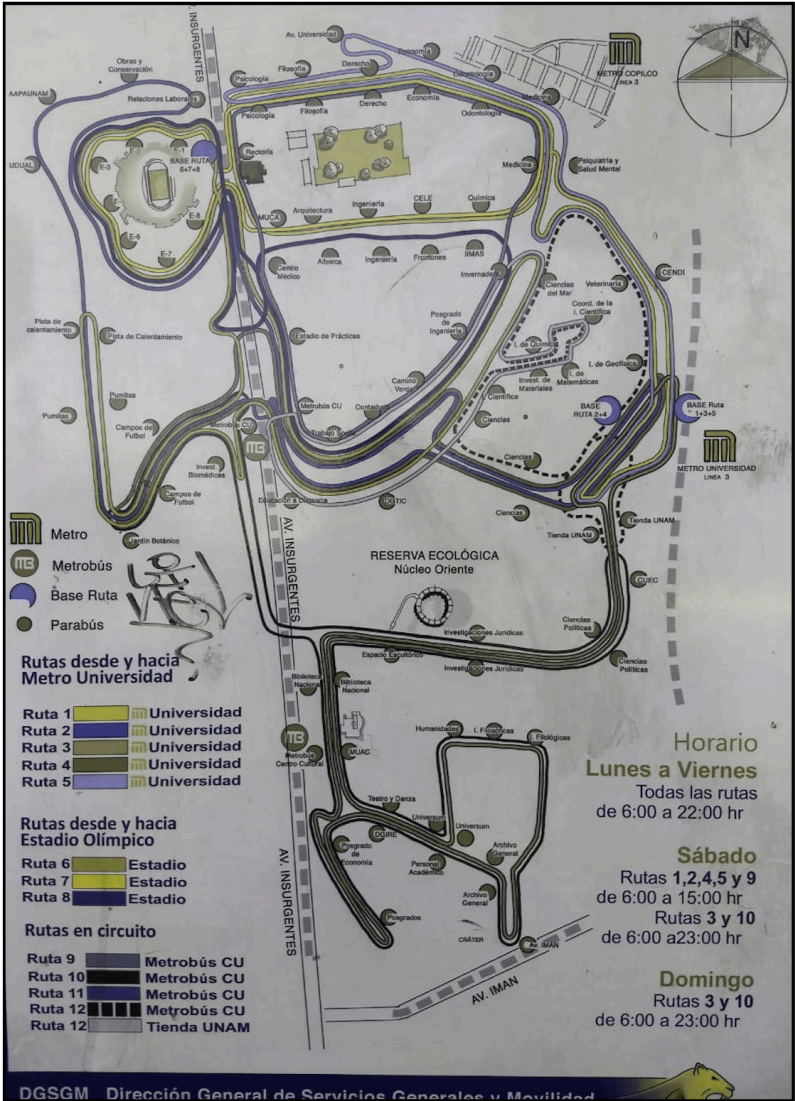 AV. INSURGENTES
Av. Universidad
Obras y
Conservación
Psicología
Filosofía
Derecho
Economía
Odontología
Medicina
METRO COPILCO
LINEA 3
N
AAPAUNAM
Relaciones Laborales
Psicología
Filosofía
Derecho
Economía
Odontología
E-1
BASE RUTA
6+7+8
Rectoría
Medicina
Psiquiatría y
Salud Mental
UDUAL
E-3
E-6
E-7
E-8
MUCA
Arquitectura
Ingeniería
CELE
Química
Centro
Médico
Alberca
Ingeniería
Frontones
IIMAS
Invernadero
Ciencias
del Mar
Veterinaria
CENDI
Coord. de la
i. Científica
Pista de
calentamiento
Pista de Calentamiento
Estadio de Prácticas
Posgrado
de Ingeniería
I. de Química
I. de Geofísica
Invest. de
Materiales
I. de
Matemáticas
Camino
Verde
I. Científica
Pumitas
Pumitas
Metrobús CU
Contaduría
Ciencias
BASE
RUTA 2+4
BASE Ruta
1+3+5
Campos de
Futbol
Metrobús CU
Trabajo Social
METRO UNIVERSIDAD
LINEA 3
Invest.
Biomédicas
Ciencias
Campos de
Futbol
Educación a Distancia
DGTIC
Ciencias
Tienda UNAM
Tienda UNAM
Jardín Botánico
AV. INSURGENTES
RESERVA ECOLÓGICA
Núcleo Oriente
CUEC
Metro
Metrobús
Base Ruta
Parabús
Ciencias
Políticas
Investigaciones Jurídicas
Espacio Escultórico
Investigaciones Jurídicas
Ciencias
Políticas
Rutas desde y hacia
Metro Universidad
Biblioteca
Nacional
Biblioteca
Nacional
Ruta 1 Universidad
Ruta 2 Universidad
Ruta 3 Universidad
Ruta 4 Universidad
Ruta 5 Universidad
Metrobús
Centro Cultural
MUAC
Humanidades
I. Filosóficas
I. Filológicas
Horario
Lunes a Viernes
Todas las rutas
de 6:00 a 22:00 hr
Teatro y Danza
Universum
Universum
DGIRE
Posgrado
de
Economía
Personal
Académico
Archivo
General
Archivo
General
Posgrados
CRÁTER
Av. IMAN
AV. IMAN
AV. INSURGENTES
Rutas desde y hacia
Estadio Olímpico
Ruta 6 Estadio
Ruta 7 Estadio
Ruta 8 Estadio
Sábado
Rutas 1,2,4,5 y 9
de 6:00 a 15:00 hr
Rutas 3 y 10
de 6:00 a23:00 hr
Rutas en circuito
Ruta 9 Metrobús CU
Ruta 10 Metrobús CU
Ruta 11 Metrobús CU
Ruta 12 Metrobús CU
Ruta 12 Tienda UNAM
Domingo
Rutas 3 y 10
de 6:00 a 23:00 hr
DGSGM Dirección General de Servicios Generales y Movilidad